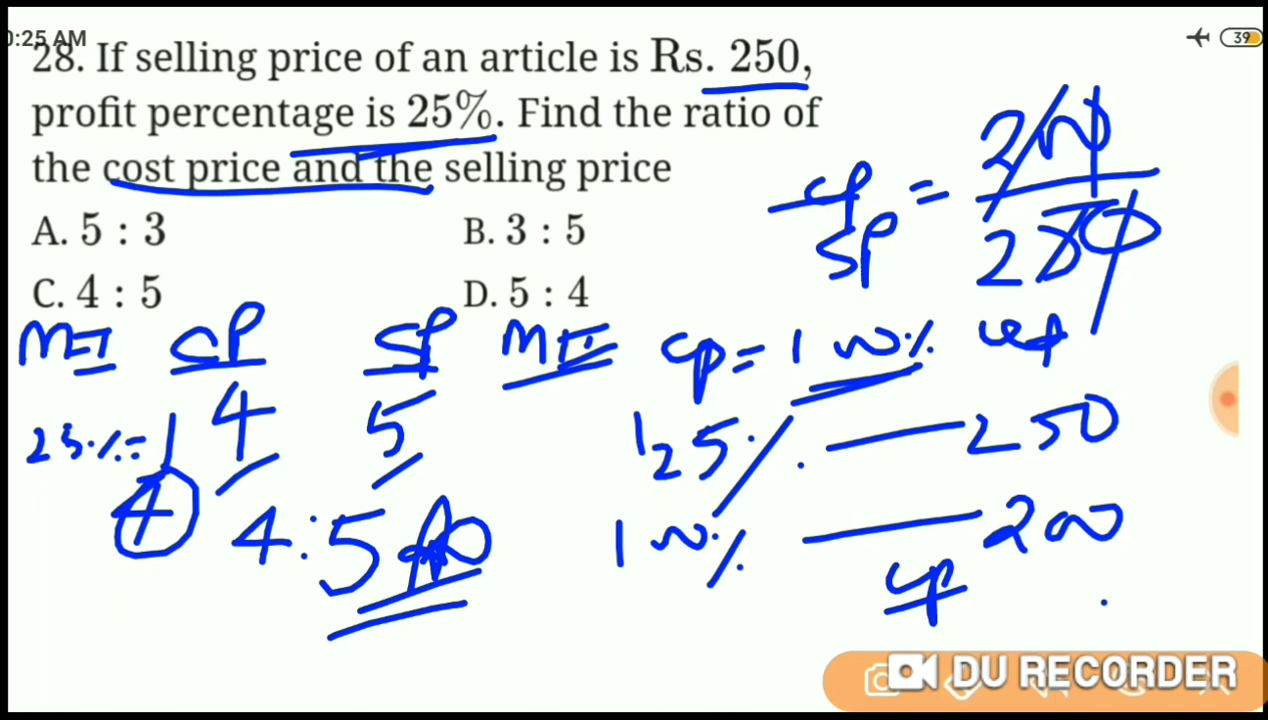 0:25 AM
39
28. If selling price of an article is Rs. 250,
profit percentage is 25%. Find the ratio of
the cost price and the selling price
A. 5 : 3 B. 3 : 5
C. 4 : 5 D. 5 : 4
CP/SP = 200/250
MI CP SP MII CP = 100%
25% = 1/4 4 5 125% — 250
4:5 100% — 200
CP
DU RECORDER